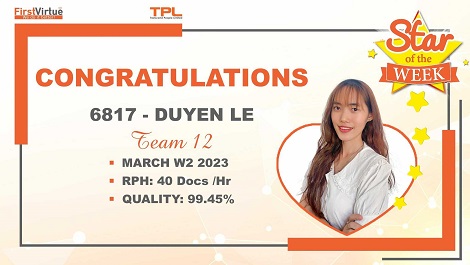 FirstVirtue
TPL
Star
of the
WEEK
CONGRATULATIONS
6817 - DUYEN LE
Team 12
MARCH W2 2023
RPH: 40 Docs /Hr
QUALITY: 99.45%